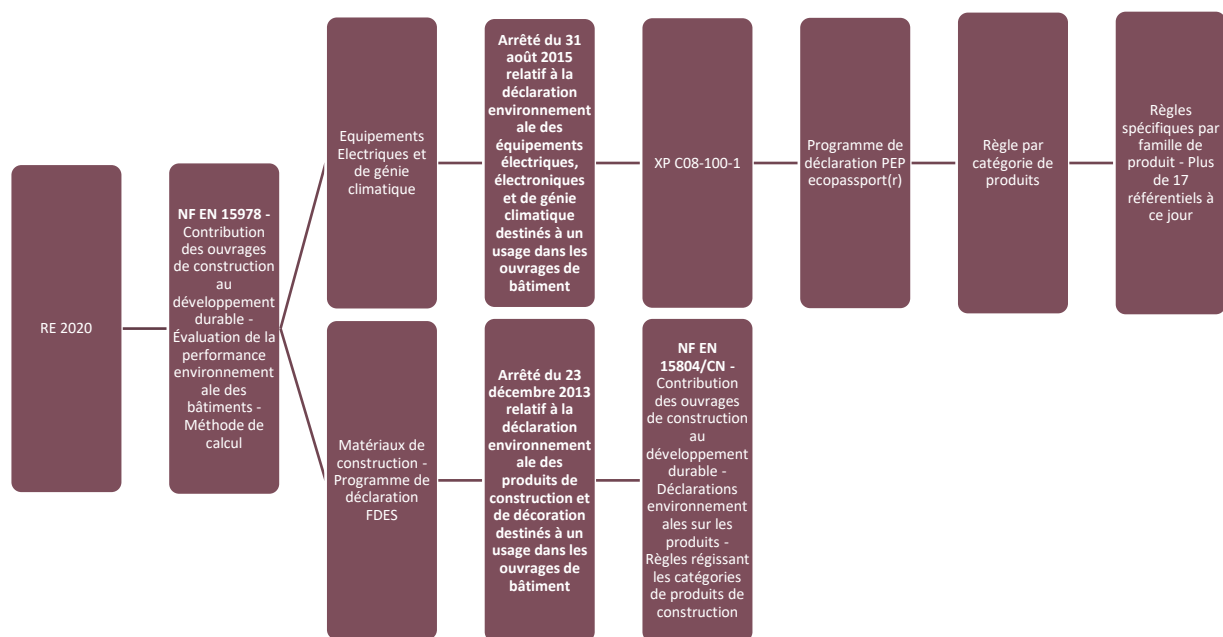 RE 2020
NF EN 15978 -
Contribution
des ouvrages
de construction
au
développement
durable -
Évaluation de la
performance
environnement
ale des
bâtiments -
Méthode de
calcul
Equipements
Electriques et
de génie
climatique
Arrêté du 31
août 2015
relatif à la
déclaration
environnement
ale des
équipements
électriques,
électroniques
et de génie
climatique
destinés à un
usage dans les
ouvrages de
bâtiment
XP C08-100-1
Programme de
déclaration PEP
ecopassport(r)
Règle par
catégorie de
produits
Règles
spécifiques par
famille de
produit - Plus
de 17
référentiels à
ce jour
Matériaux de
construction -
Programme de
déclaration
FDES
Arrêté du 23
décembre 2013
relatif à la
déclaration
environnement
ale des
produits de
construction et
de décoration
destinés à un
usage dans les
ouvrages de
bâtiment
NF EN
15804/CN -
Contribution
des ouvrages
de construction
au
développement
durable -
Déclarations
environnement
ales sur les
produits -
Règles régissant
les catégories
de produits de
construction